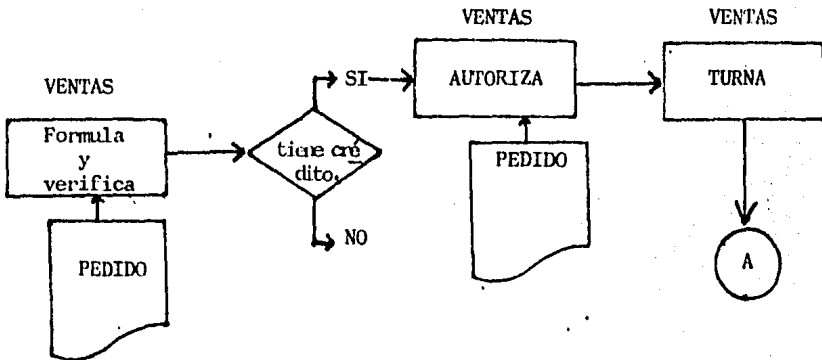 VENTAS
Formula
y
verifica
PEDIDO
tiene cré
dito.
SI
NO
VENTAS
AUTORIZA
PEDIDO
VENTAS
TURNA
A